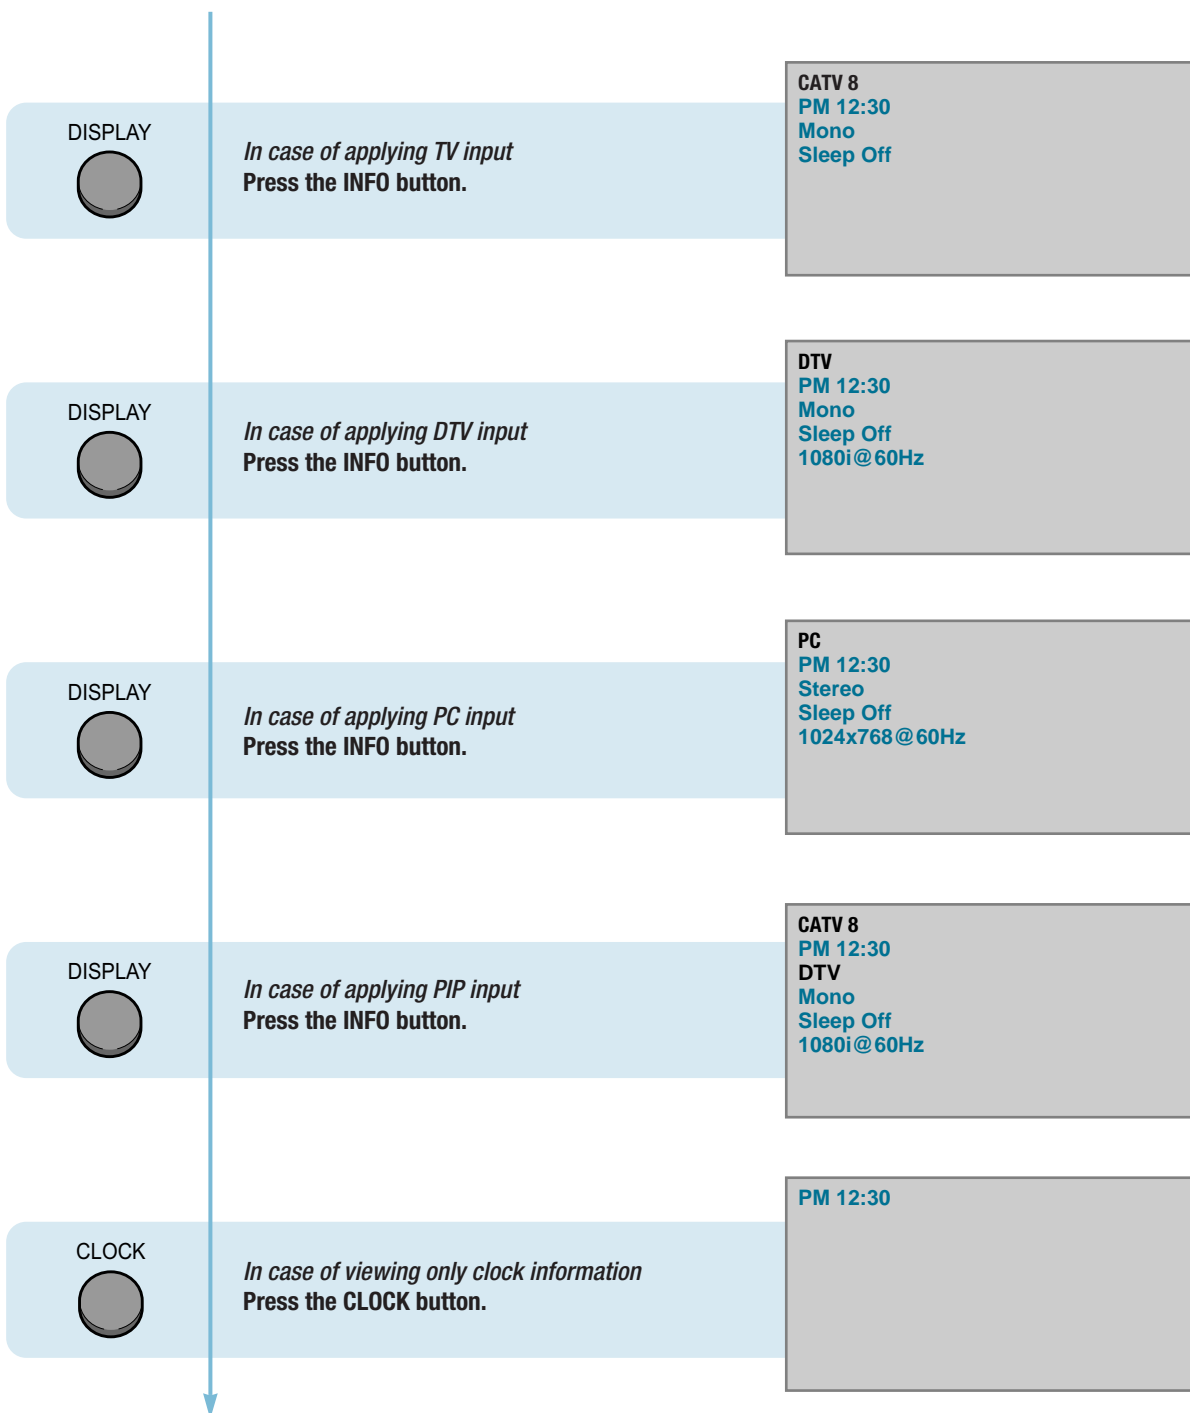 DISPLAY
In case of applying TV input
Press the INFO button.
CATV 8
PM 12:30
Mono
Sleep Off
DISPLAY
In case of applying DTV input
Press the INFO button.
DTV
PM 12:30
Mono
Sleep Off
1080i@60Hz
DISPLAY
In case of applying PC input
Press the INFO button.
PC
PM 12:30
Stereo
Sleep Off
1024x768@60Hz
DISPLAY
In case of applying PIP input
Press the INFO button.
CATV 8
PM 12:30
DTV
Mono
Sleep Off
1080i@60Hz
CLOCK
In case of viewing only clock information
Press the CLOCK button.
PM 12:30